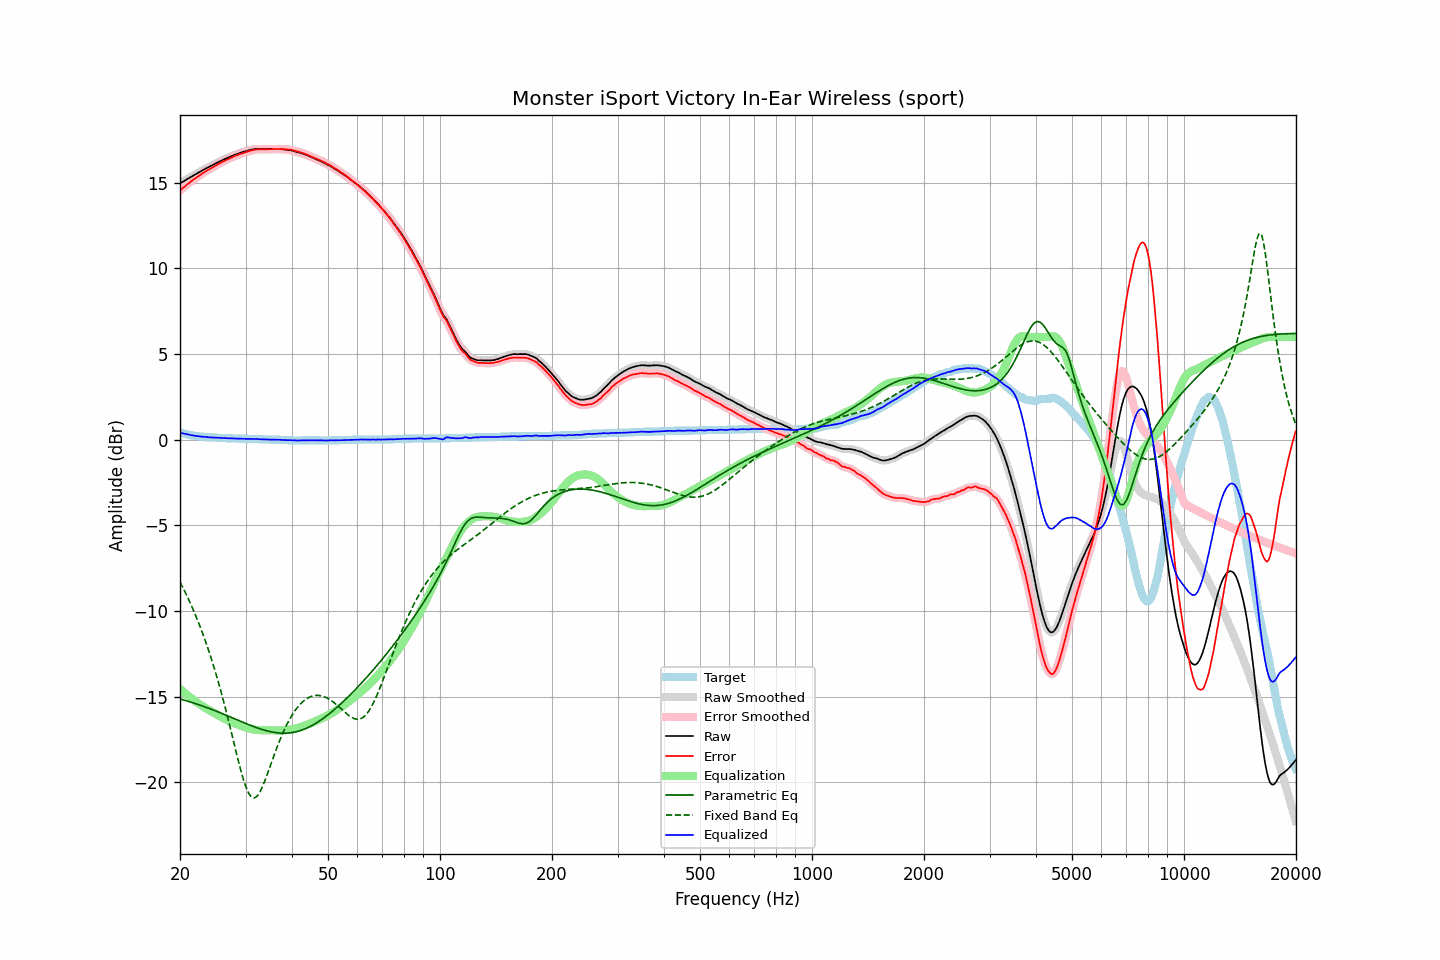 Monster iSport Victory In-Ear Wireless (sport)
Amplitude (dBr)
15
10
5
0
−5
−10
−15
−20
Target
Raw Smoothed
Error Smoothed
Raw
Error
Equalization
Parametric Eq
Fixed Band Eq
Equalized
20 50 100 200 500 1000 2000 5000 10000 20000
Frequency (Hz)